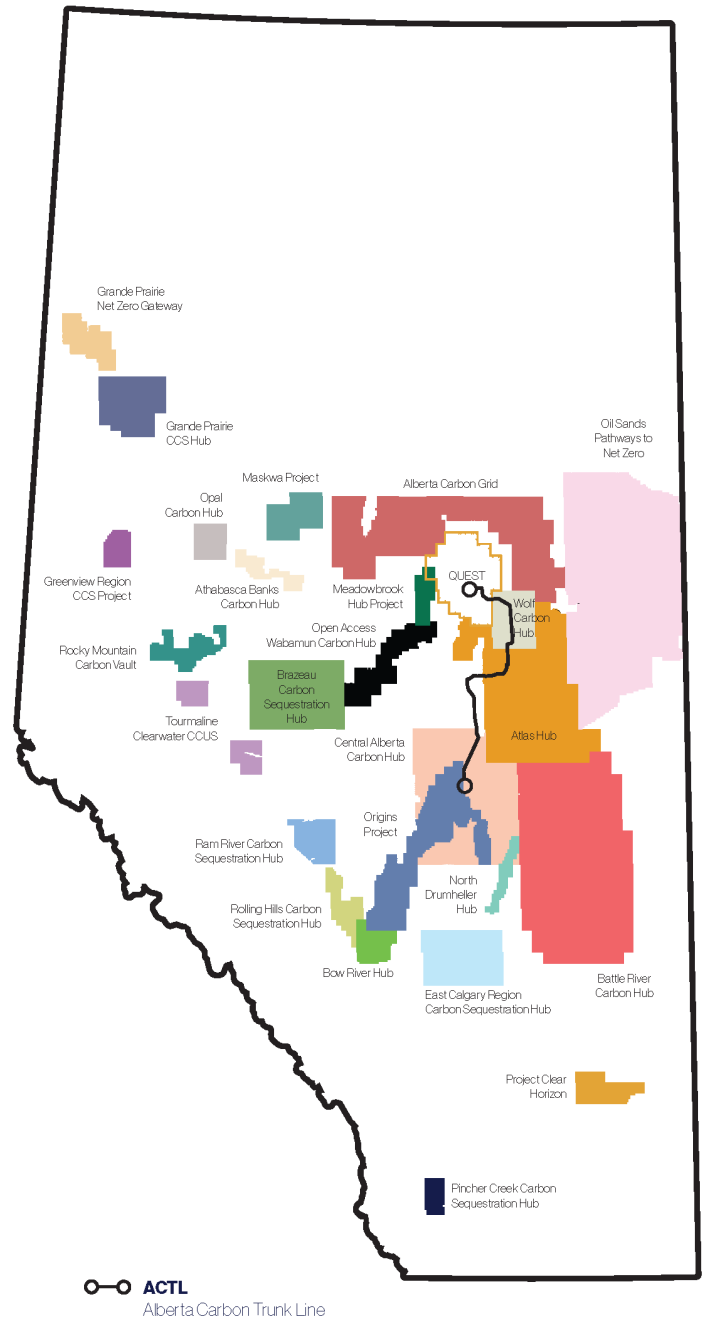 Grande Prairie
Net Zero Gateway
Grande Prairie
CCS Hub
Oil Sands
Pathways to
Net Zero
Maskwa Project
Alberta Carbon Grid
Opal
Carbon Hub
Greenview Region
CCS Project
Athabasca Banks
Carbon Hub
Meadowbrook
Hub Project
QUEST
Wolf
Carbon
Hub
Open Access
Wabamun Carbon Hub
Rocky Mountain
Carbon Vault
Brazeau
Carbon
Sequestration
Hub
Tourmaline
Clearwater CCUS
Central Alberta
Carbon Hub
Atlas Hub
Origins
Project
Ram River Carbon
Sequestration Hub
North
Drumheller
Hub
Rolling Hills Carbon
Sequestration Hub
Bow River Hub
Battle River
Carbon Hub
East Calgary Region
Carbon Sequestration Hub
Project Clear
Horizon
Pincher Creek Carbon
Sequestration Hub
ACTL
Alberta Carbon Trunk Line